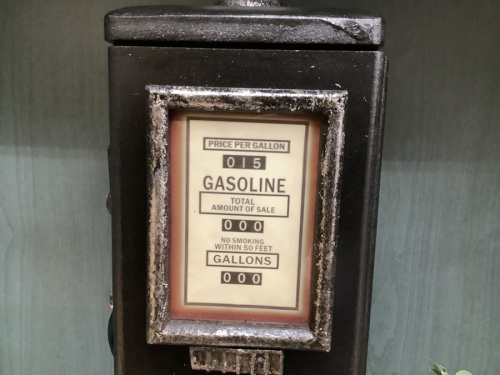 PRICE PER GALLON
015
GASOLINE
TOTAL
AMOUNT OF SALE
000
NO SMOKING
WITHIN 50 FEET
GALLONS
000